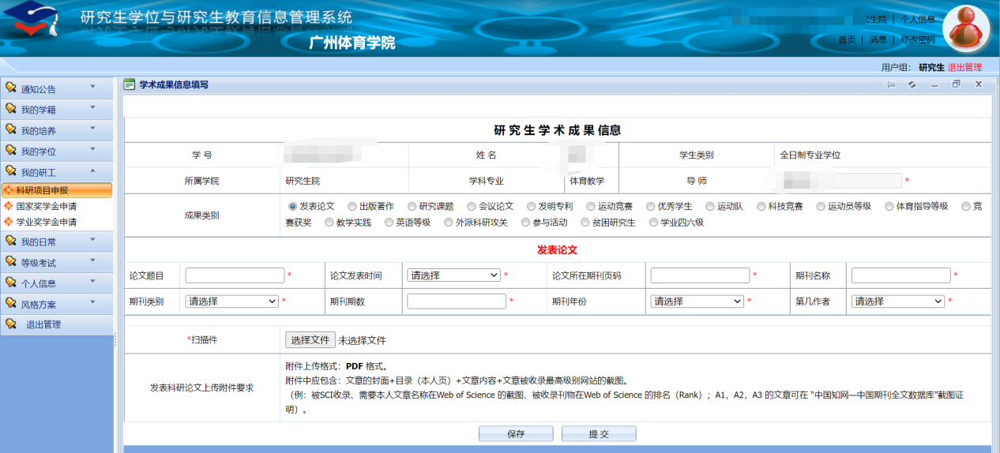 研究生学位与研究生教育信息管理系统
广州体育学院
生院 | 个人信息
首页 | 消息 | 修改密码
用户组: 研究生 退出管理
通知公告
我的学籍
我的培养
我的学位
我的研工
科研项目申报
国家奖学金申请
学业奖学金申请
我的日常
等级考试
个人信息
风格方案
退出管理
学术成果信息填写
研究生学术成果信息
学 号 姓 名 学生类别 全日制专业学位
所属学院 研究生院 学科专业 体育教学 导 师 *
成果类别 发表论文 出版著作 研究课题 会议论文 发明专利 运动竞赛 优秀学生 运动队 科技竞赛 运动员等级 体育指导等级 竞
赛获奖 教学实践 英语等级 外派科研攻关 参与活动 贫困研究生 学业四六级
发表论文
论文题目 * 论文发表时间 请选择 * 论文所在期刊页码 * 期刊名称 *
期刊类别 请选择 * 期刊期数 * 期刊年份 请选择 * 第几作者 请选择 *
*扫描件 选择文件 未选择文件
发表科研论文上传附件要求
附件上传格式：PDF 格式。
附件中应包含：文章的封面+目录（本人页）+文章内容+文章被收录最高级别网站的截图。
（例：被SCI收录、需要本人文章名称在Web of Science 的截图、被收录刊物在Web of Science 的排名（Rank）；A1，A2，A3 的文章可在 “中国知网—中国期刊全文数据库”截图证
明）。
保存 提 交